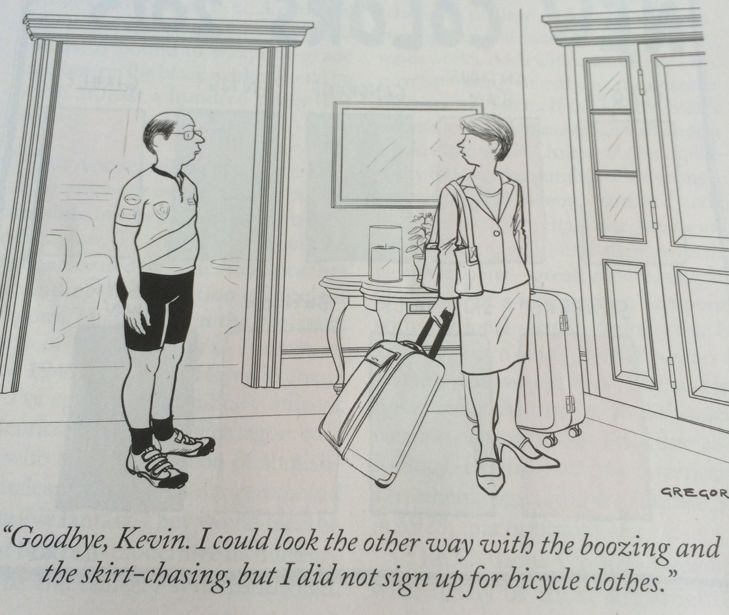 GREGOR
“Goodbye, Kevin. I could look the other way with the boozing and
the skirt-chasing, but I did not sign up for bicycle clothes.”